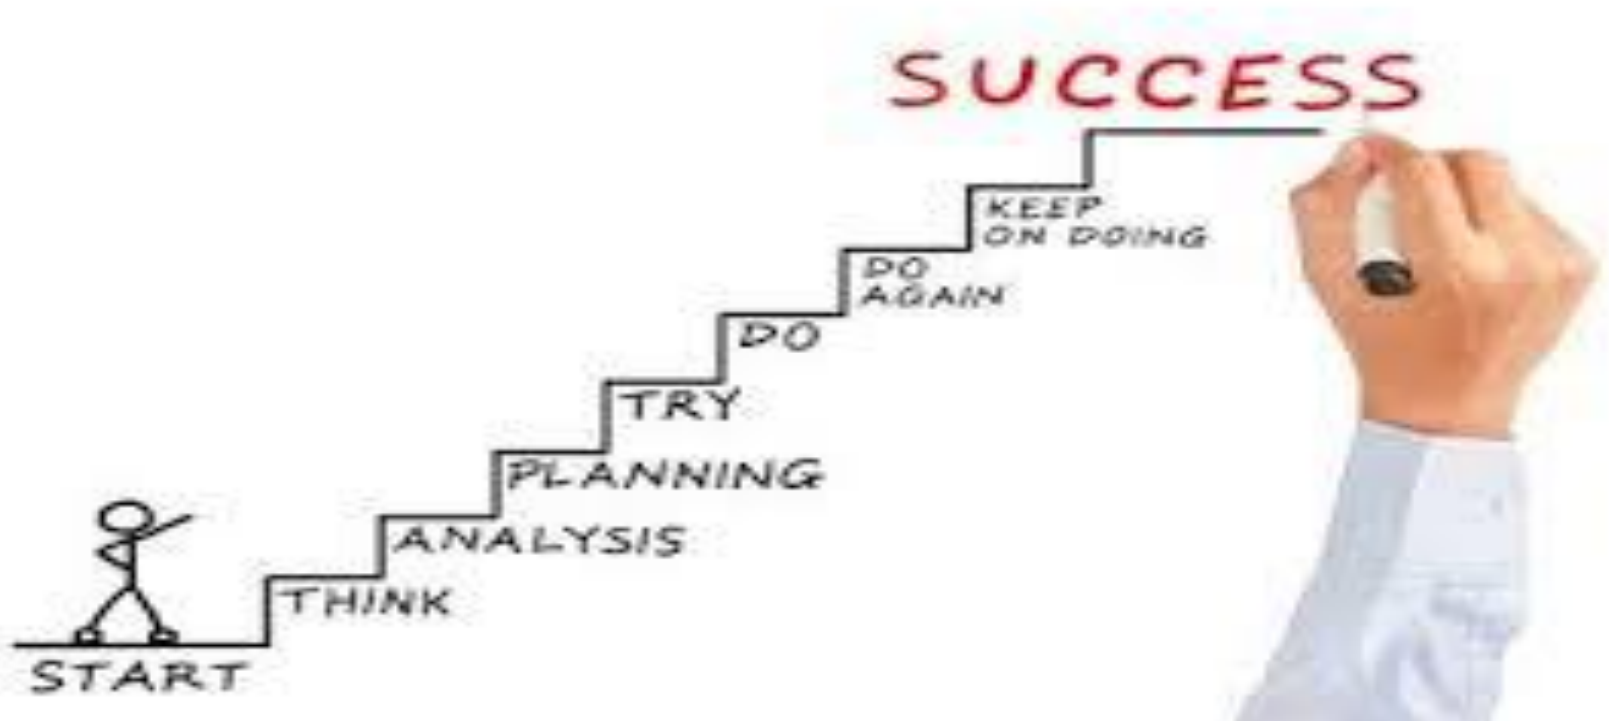 SUCCESS
KEEP
ON DOING
DO
AGAIN
DO
TRY
PLANNING
ANALYSIS
THINK
START